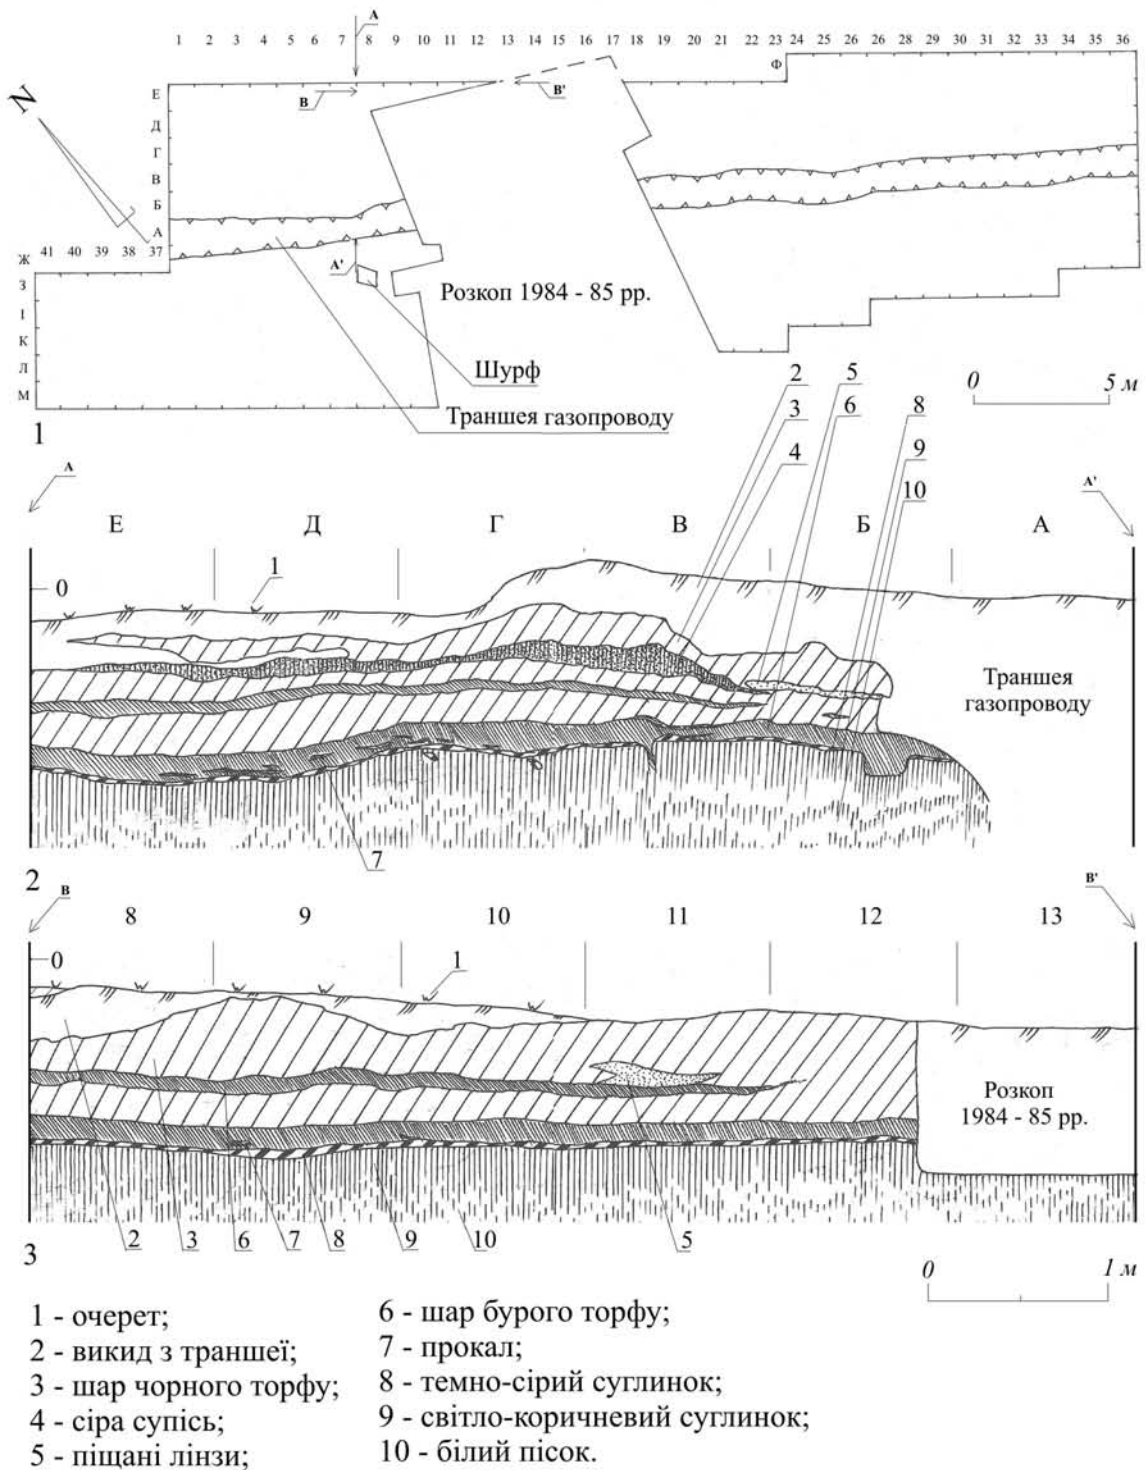 А
1 2 3 4 5 6 7 8 9 10 11 12 13 14 15 16 17 18 19 20 21 22 23 24 25 26 28 29 30 31 32 33 34 35 36
Ф
N
Е
В
В'
Д
Г
В
Б
А
41 40 39 38 37
Ж
А'
З
І
К
Л
М
Розкоп 1984 - 85 рр.
Шурф
Траншея газопроводу
0 5 м
1
2
3
4
5
6
8
9
10
А
А'
Е Д Г В Б А
0
1
Траншея
газопроводу
7
2
В
В'
8 9 10 11 12 13
0
1
Розкоп
1984 - 85 рр.
2 3 6 7 8 9 10 5
3
0 1 м
1 - очерет;
2 - викид з траншеї;
3 - шар чорного торфу;
4 - сіра супісь;
5 - піщані лінзи;
6 - шар бурого торфу;
7 - прокал;
8 - темно-сірий суглинок;
9 - світло-коричневий суглинок;
10 - білий пісок.